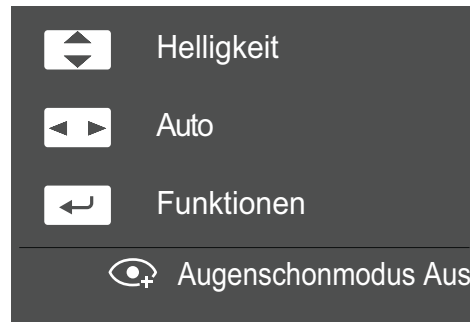 Helligkeit
Auto
Funktionen
Augenschonmodus Aus